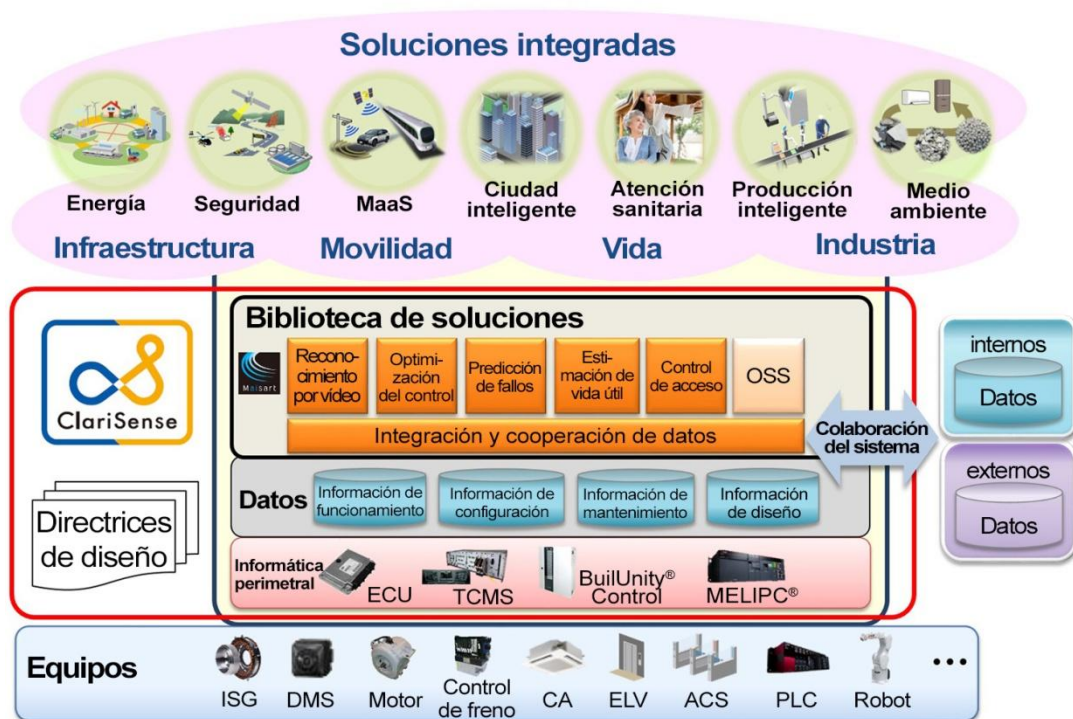 Soluciones integradas
Energía
Seguridad
MaaS
Ciudad
inteligente
Atención
sanitaria
Producción
inteligente
Medio
ambiente
Infraestructura
Movilidad
Vida
Industria
ClariSense
Directrices
de diseño
Biblioteca de soluciones
Maisart
Recono-
cimiento
por vídeo
Optimi-
zación
del control
Predicción
de fallos
Esti-
mación de
vida útil
Control
de acceso
OSS
Integración y cooperación de datos
Datos
Información de
funcionamiento
Información de
configuración
Información de
mantenimiento
Información
de diseño
Informática
perimetral
ECU
TCMS
BuilUnity®
Control
MELIPC®
Colaboración
del sistema
internos
Datos
externos
Datos
Equipos
ISG
DMS
Motor
Control
de freno
CA
ELV
ACS
PLC
Robot
•••